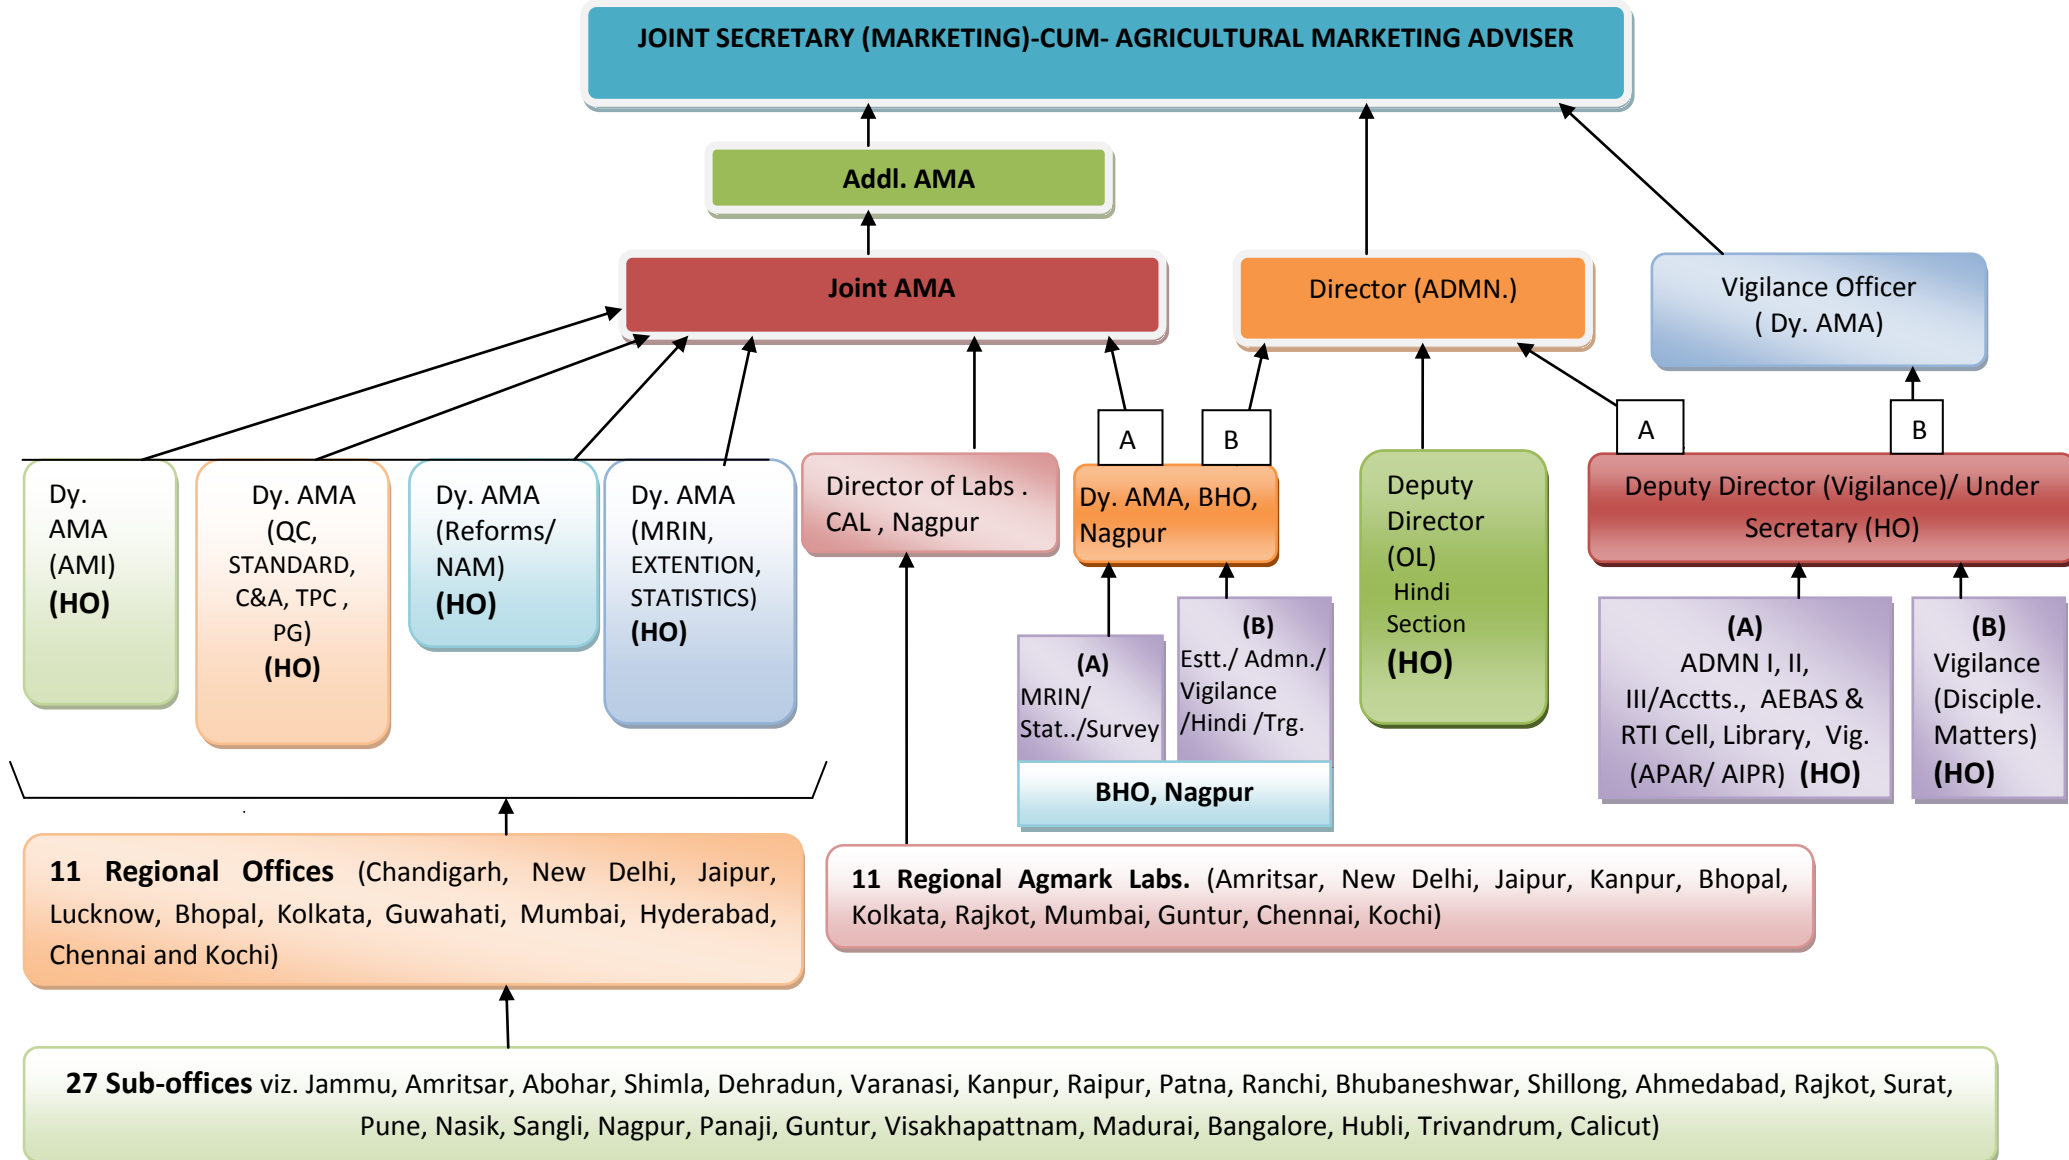 JOINT SECRETARY (MARKETING)-CUM- AGRICULTURAL MARKETING ADVISER
Addl. AMA
Joint AMA
Director (ADMN.)
Vigilance Officer
( Dy. AMA)
A
B
A
B
Dy.
AMA
(AMI)
(HO)
Dy. AMA
(QC,
STANDARD,
C&A, TPC ,
PG)
(HO)
Dy. AMA
(Reforms/
NAM)
(HO)
Dy. AMA
(MRIN,
EXTENTION,
STATISTICS)
(HO)
Director of Labs .
CAL , Nagpur
Dy. AMA, BHO,
Nagpur
Deputy
Director
(OL)
Hindi
Section
(HO)
Deputy Director (Vigilance)/ Under
Secretary (HO)
(A)
MRIN/
Stat../Survey
(B)
Estt./ Admn./
Vigilance
/Hindi /Trg.
BHO, Nagpur
(A)
ADMN I, II,
III/Acctts., AEBAS &
RTI Cell, Library, Vig.
(APAR/ AIPR) (HO)
(B)
Vigilance
(Disciple.
Matters)
(HO)
11 Regional Offices (Chandigarh, New Delhi, Jaipur,
Lucknow, Bhopal, Kolkata, Guwahati, Mumbai, Hyderabad,
Chennai and Kochi)
11 Regional Agmark Labs. (Amritsar, New Delhi, Jaipur, Kanpur, Bhopal,
Kolkata, Rajkot, Mumbai, Guntur, Chennai, Kochi)
27 Sub-offices viz. Jammu, Amritsar, Abohar, Shimla, Dehradun, Varanasi, Kanpur, Raipur, Patna, Ranchi, Bhubaneshwar, Shillong, Ahmedabad, Rajkot, Surat,
Pune, Nasik, Sangli, Nagpur, Panaji, Guntur, Visakhapattnam, Madurai, Bangalore, Hubli, Trivandrum, Calicut)